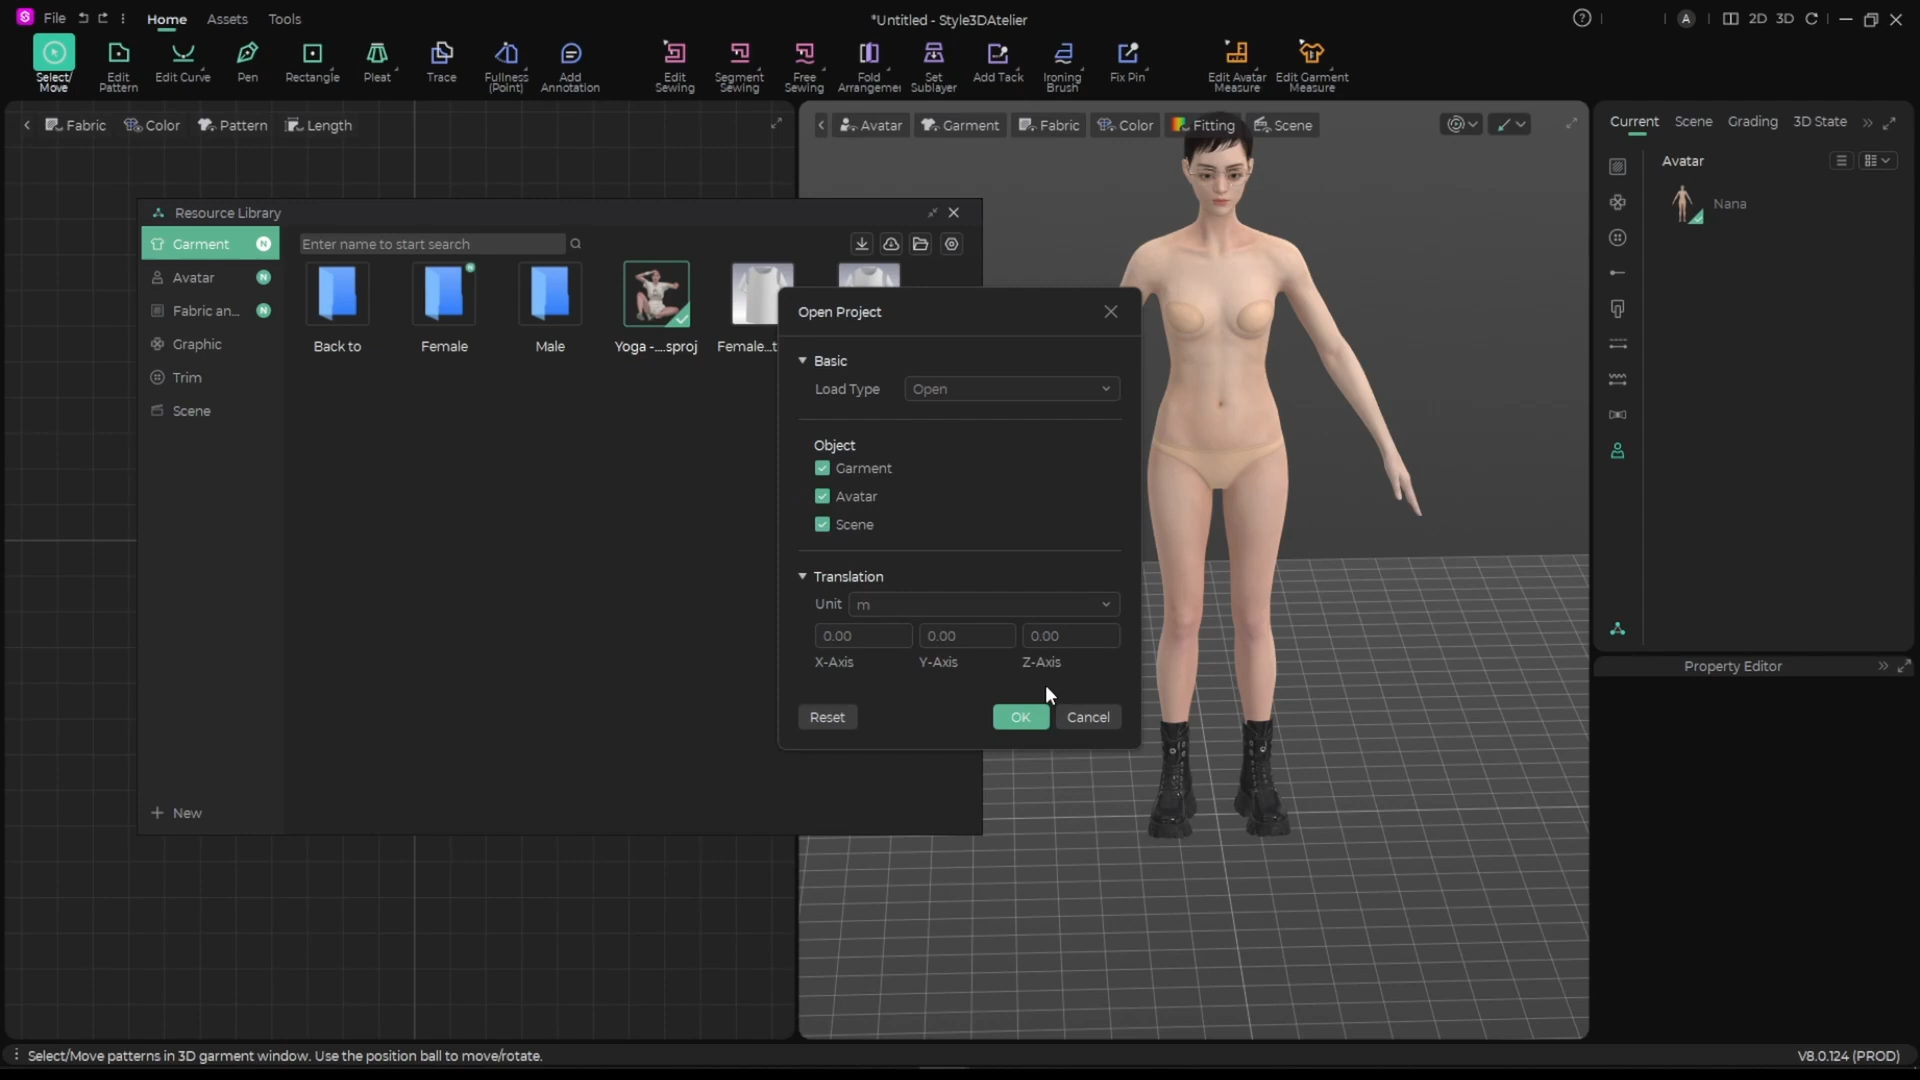 File
Home
Assets
Tools
*Untitled - Style3DAtelier
A
2D
3D
Select/
Move
Edit
Pattern
Edit Curve
Pen
Rectangle
Pleat
Trace
Fullness
(Point)
Add
Annotation
Edit
Sewing
Segment
Sewing
Free
Sewing
Fold
Arrangemen
Set
Sublayer
Add Tack
Ironing
Brush
Fix Pin
Edit Avatar
Measure
Edit Garment
Measure
Fabric
Color
Pattern
Length
Avatar
Garment
Fabric
Color
Fitting
Scene
Current
Scene
Grading
3D State
Avatar
Nana
Property Editor
Resource Library
Garment
N
Avatar
N
Fabric an...
N
Graphic
Trim
Scene
New
Enter name to start search
Back to
Female
Male
Yoga -....sproj
Female...t
Open Project
Basic
Load Type
Open
Object
Garment
Avatar
Scene
Translation
Unit
m
0.00
0.00
0.00
X-Axis
Y-Axis
Z-Axis
Reset
OK
Cancel
Select/Move patterns in 3D garment window. Use the position ball to move/rotate.
V8.0.124 (PROD)